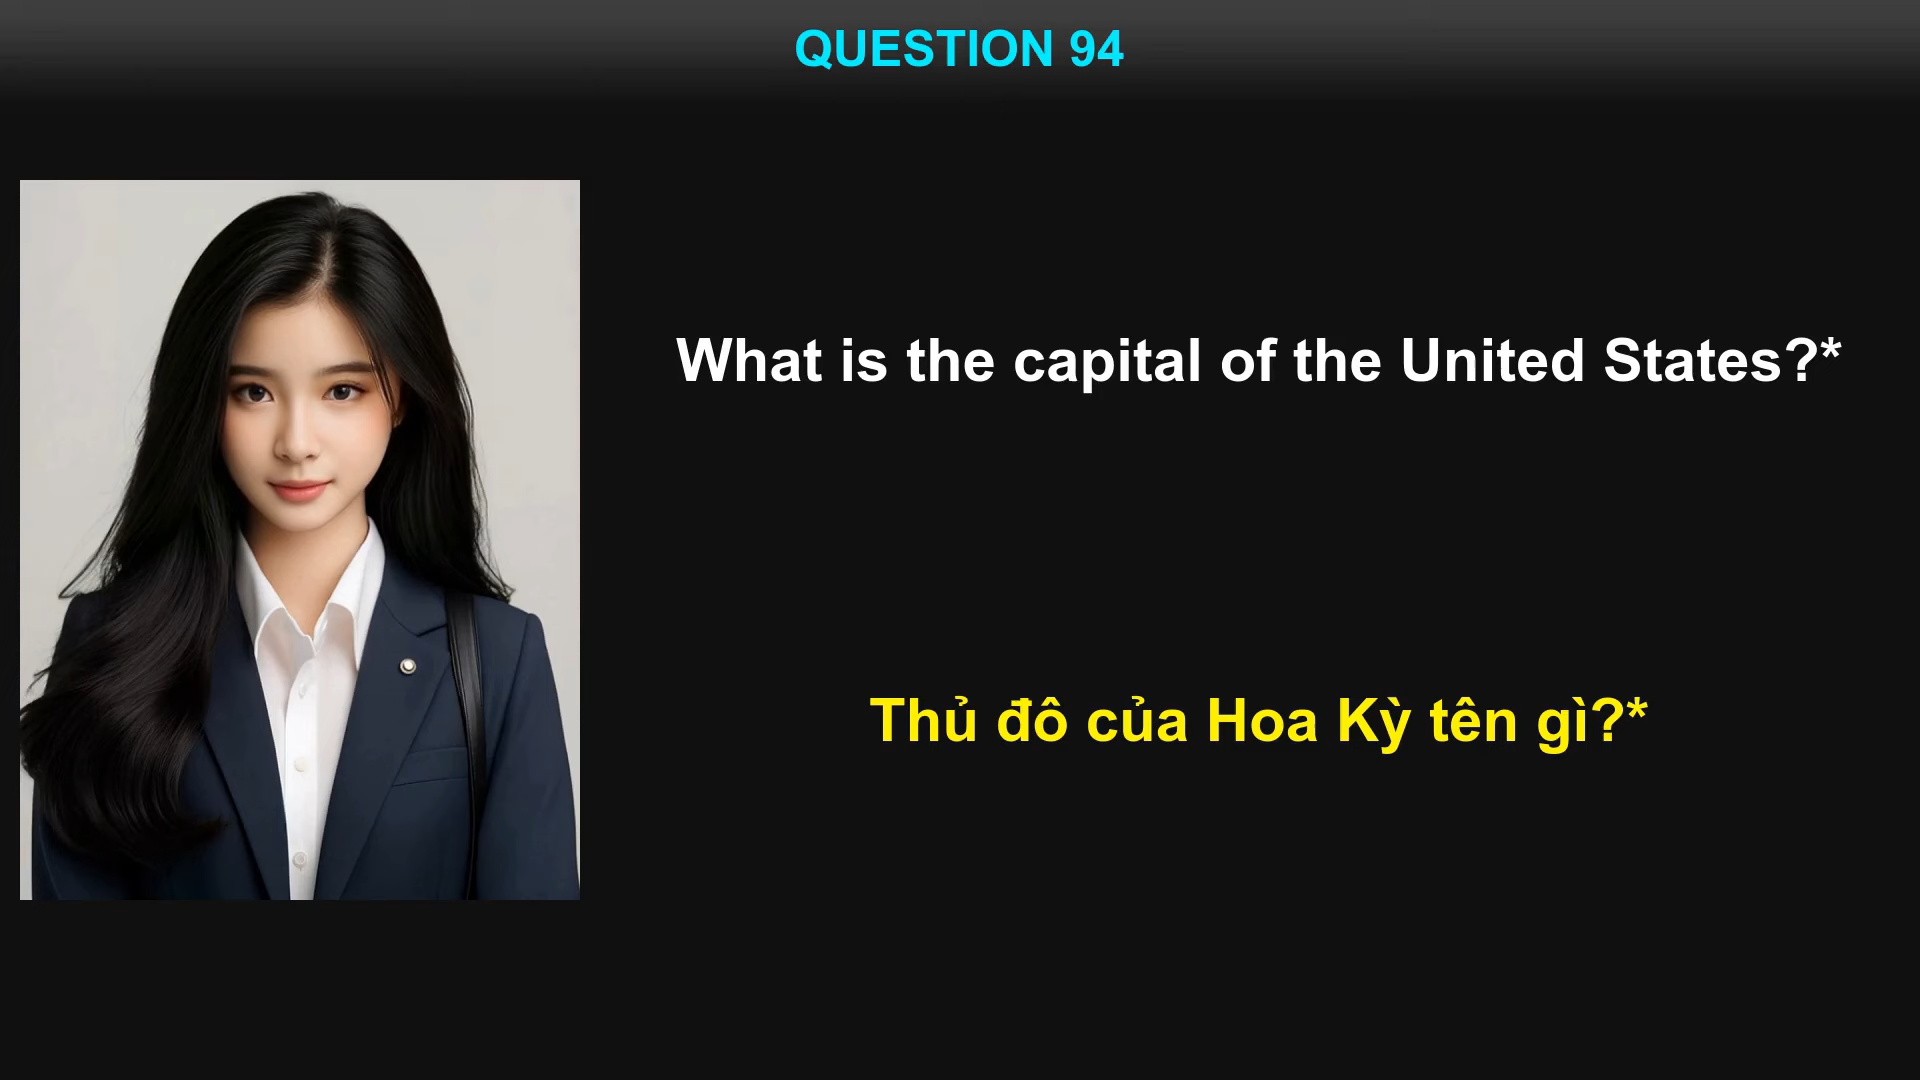 QUESTION 94
What is the capital of the United States?*
Thủ đô của Hoa Kỳ tên gì?*